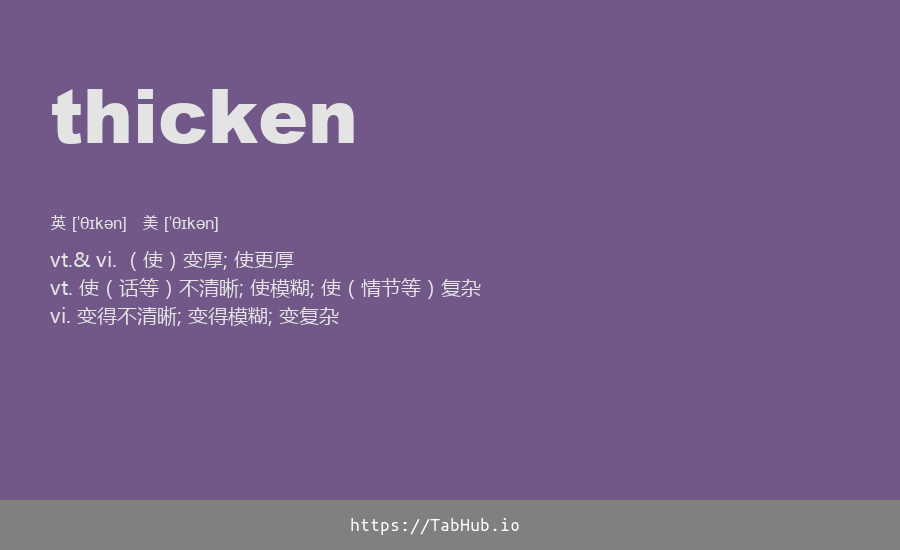 thicken
英 ['θɪkən] 美 ['θɪkən]
vt.& vi. （使）变厚; 使更厚
vt. 使（话等）不清晰; 使模糊; 使（情节等）复杂
vi. 变得不清晰; 变得模糊; 变复杂
https://TabHub.io